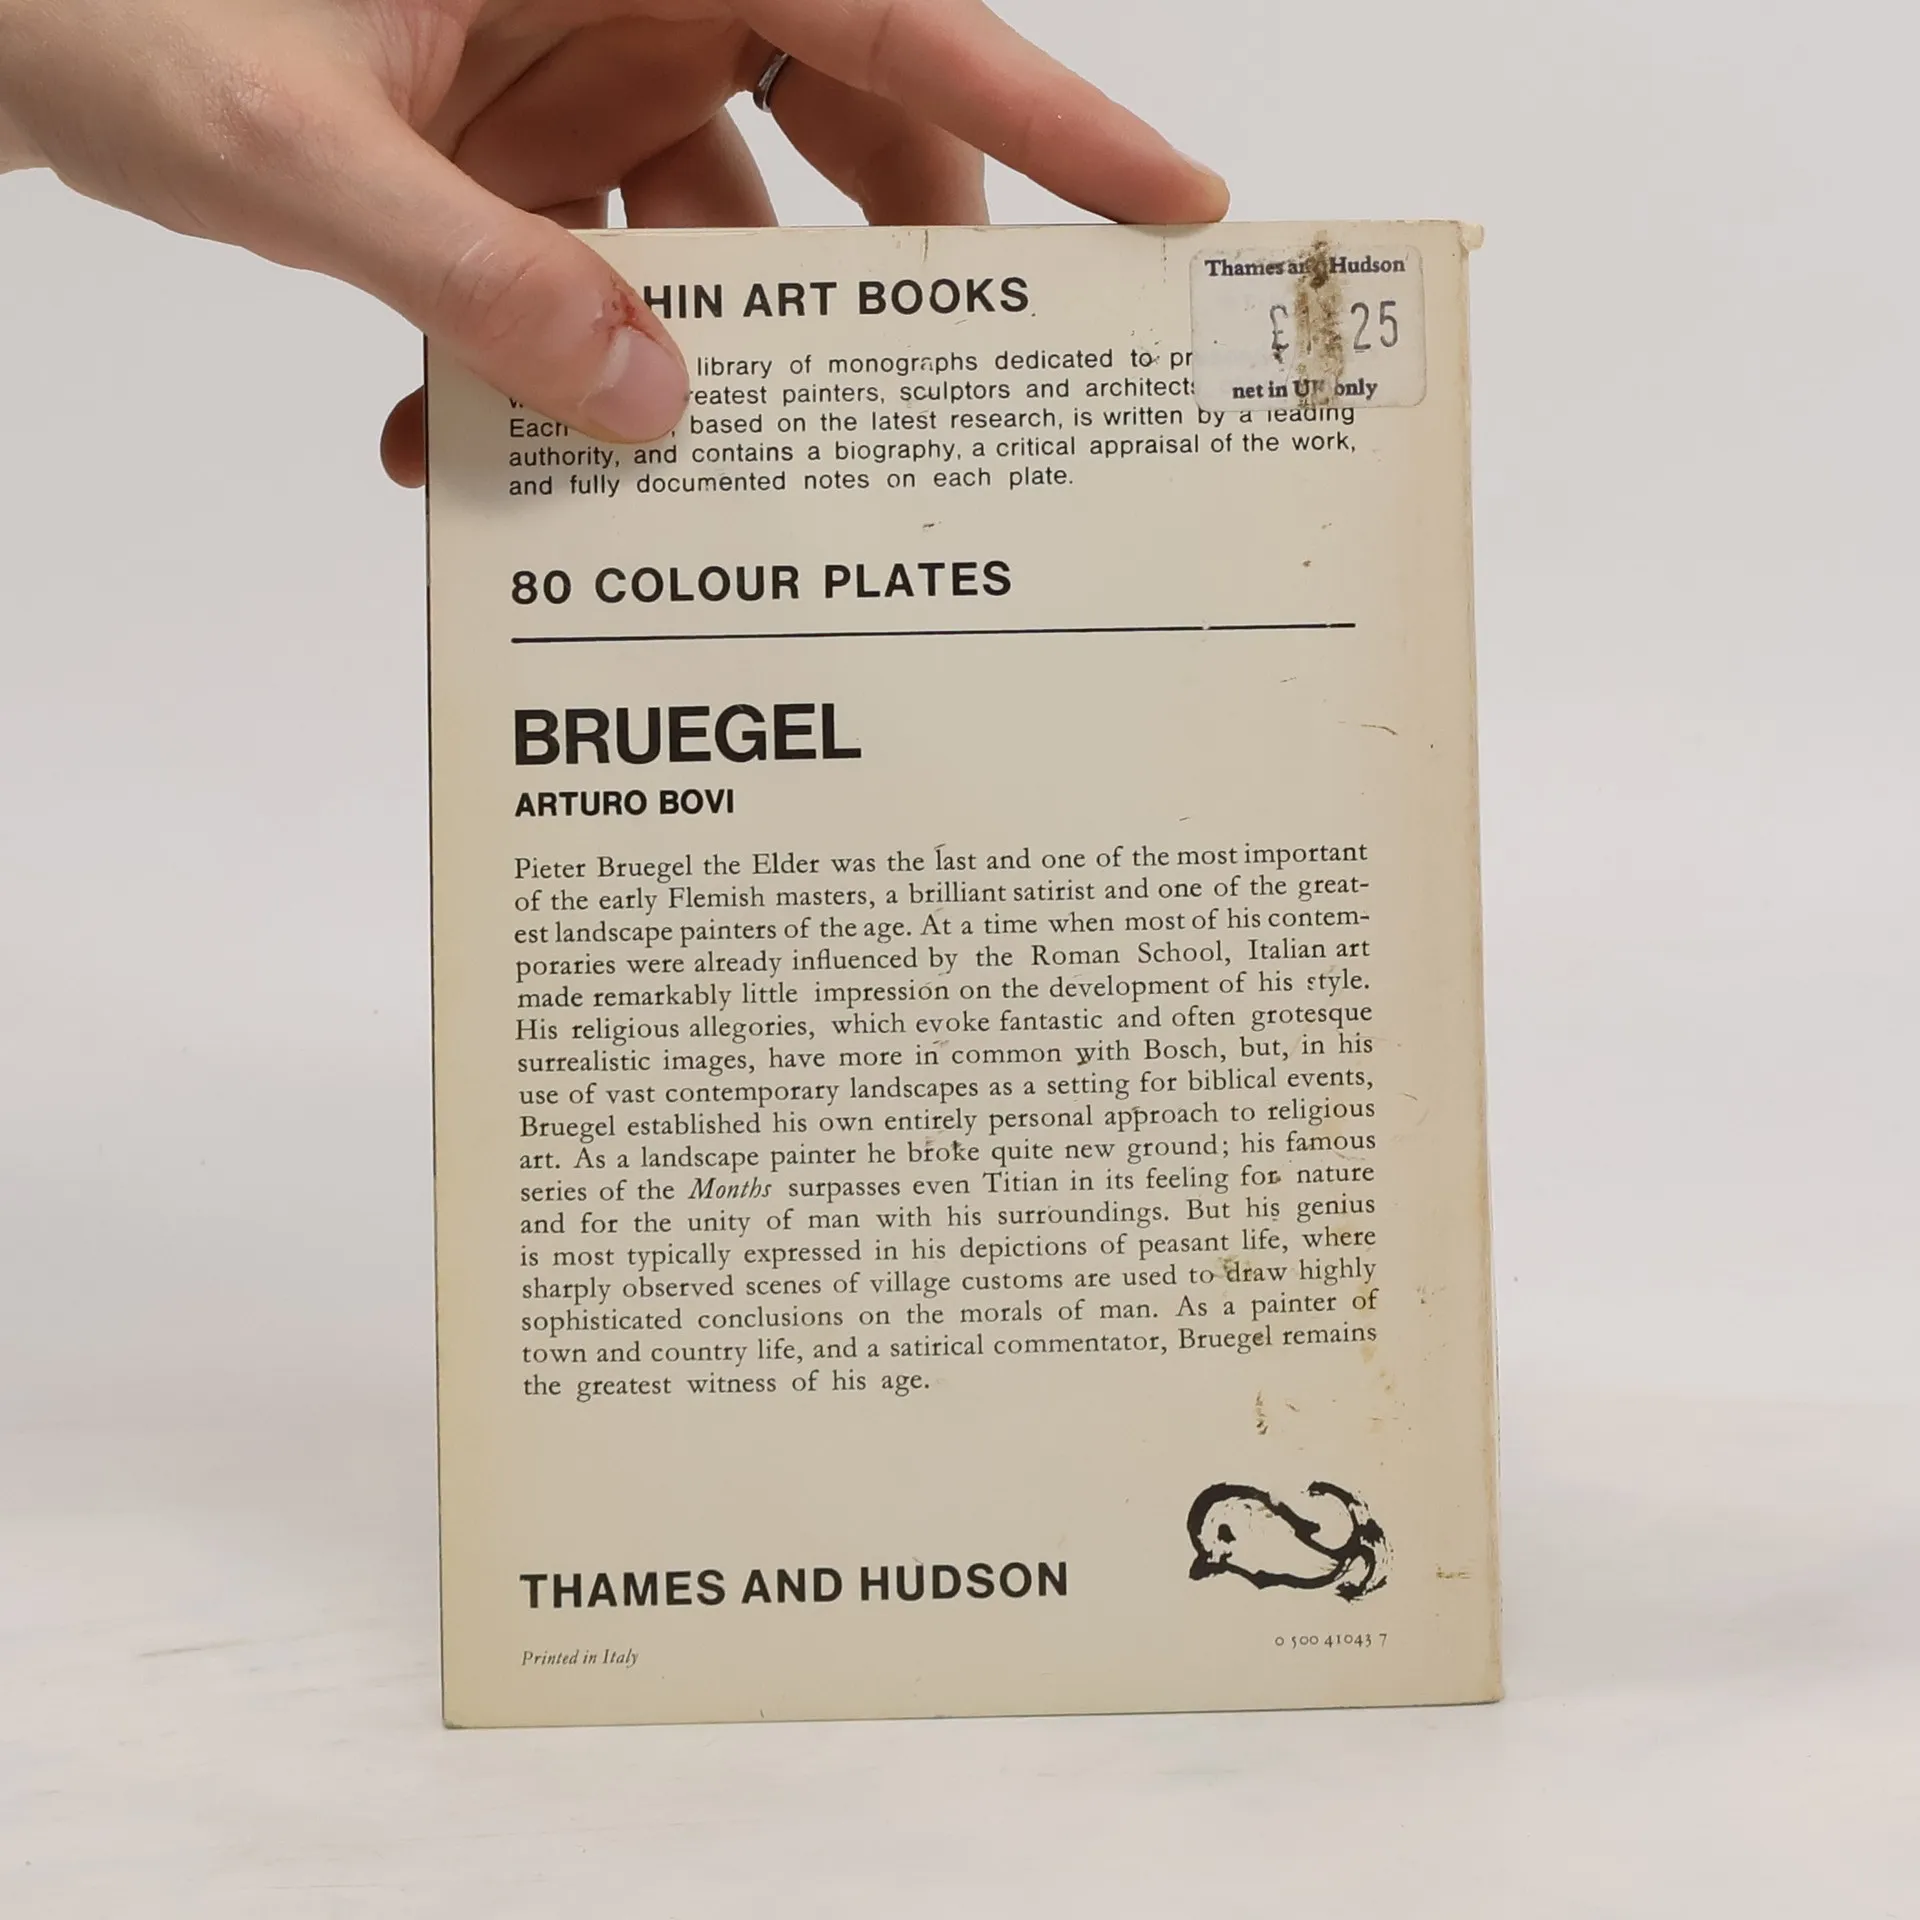 HIN ART BOOKS
library of monographs dedicated to
painters, sculptors and
Each based on the latest research, is written by a leading
authority, and contains a biography, a critical appraisal of the work,
and fully documented notes on each plate.
Thames and Hudson
25
net in UK only
80 COLOUR PLATES
BRUEGEL
ARTURO BOVI
Pieter Bruegel the Elder was the last and one of the most important
of the early Flemish masters, a brilliant satirist and one of the great-
est landscape painters of the age. At a time when most of his contem-
poraries were already influenced by the Roman School, Italian art
made remarkably little impression on the development of his style.
His religious allegories, which evoke fantastic and often grotesque
surrealistic images, have more in common with Bosch, but, in his
use of vast contemporary landscapes as a setting for biblical events,
Bruegel established his own entirely personal approach to religious
art. As a landscape painter he broke quite new ground; his famous
series of the Months surpasses even Titian in its feeling for nature
and for the unity of man with his surroundings. But his genius
is most typically expressed in his depictions of peasant life, where
sharply observed scenes of village customs are used to draw highly
sophisticated conclusions on the morals of man. As a painter of
town and country life, and a satirical commentator, Bruegel remains
the greatest witness of his age.
THAMES AND HUDSON
Printed in Italy
0 500 41043 7